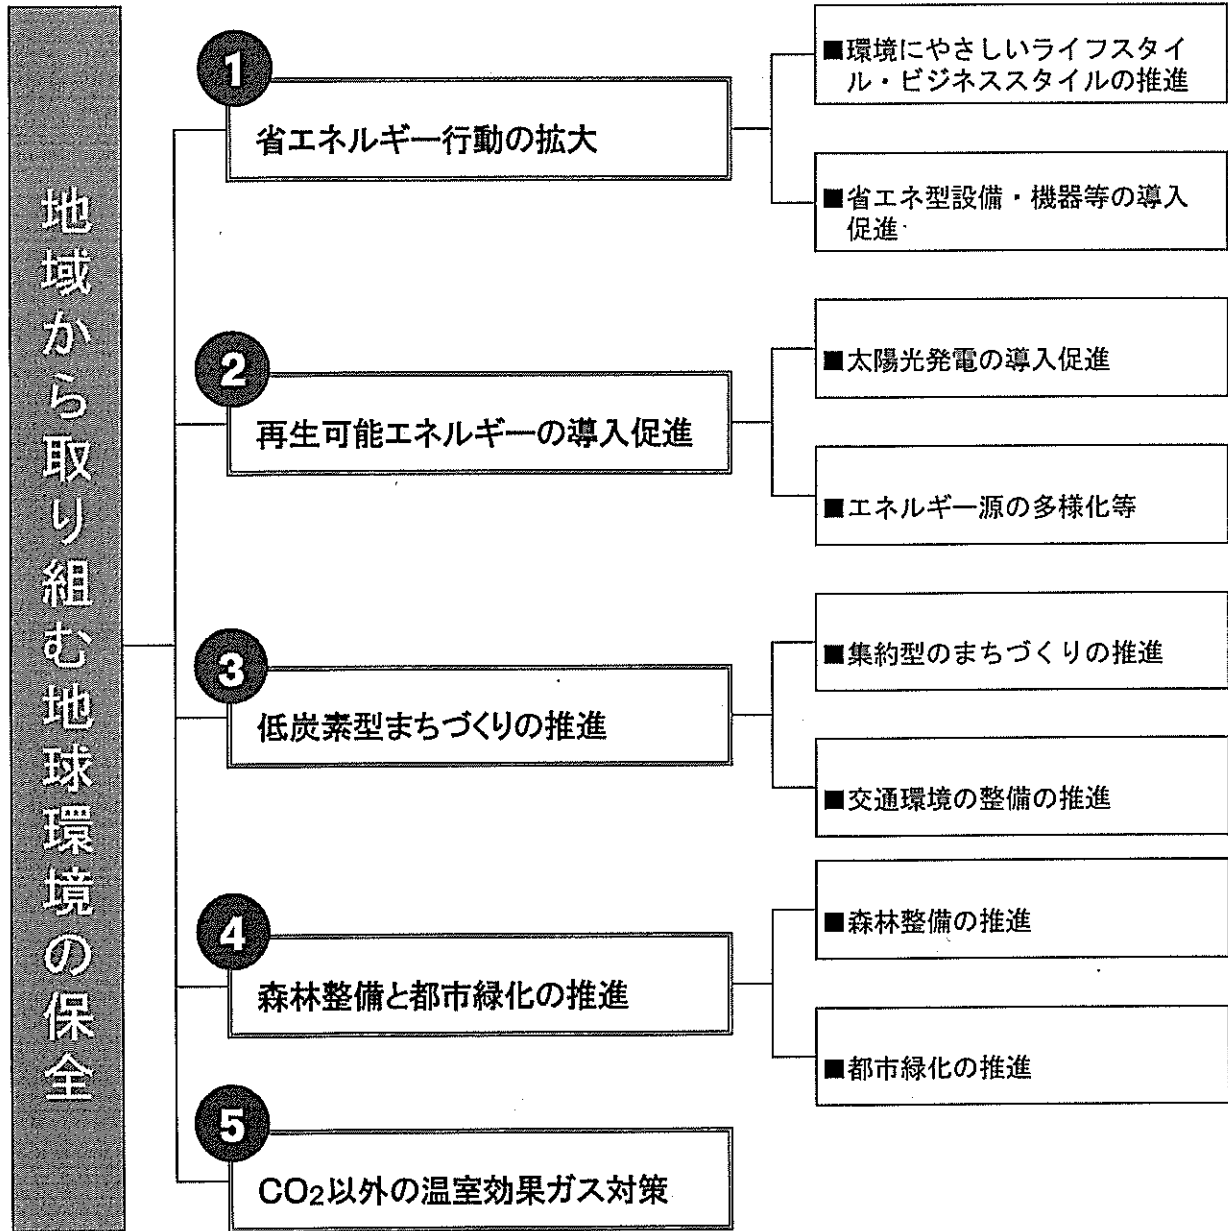 地域から取り組む地球環境の保全
1
省エネルギー行動の拡大
■環境にやさしいライフスタイ
ル・ビジネススタイルの推進
■省エネ型設備・機器等の導入
促進
2
再生可能エネルギーの導入促進
■太陽光発電の導入促進
■エネルギー源の多様化等
3
低炭素型まちづくりの推進
■集約型のまちづくりの推進
■交通環境の整備の推進
4
森林整備と都市緑化の推進
■森林整備の推進
■都市緑化の推進
5
CO2以外の温室効果ガス対策